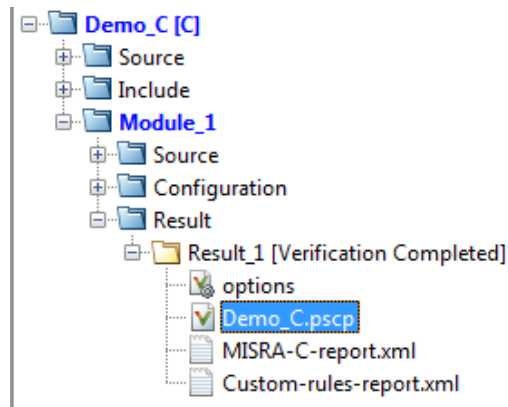 Demo_C [C]
Source
Include
Module_1
Source
Configuration
Result
Result_1 [Verification Completed]
options
Demo_C.pscp
MISRA-C-report.xml
Custom-rules-report.xml